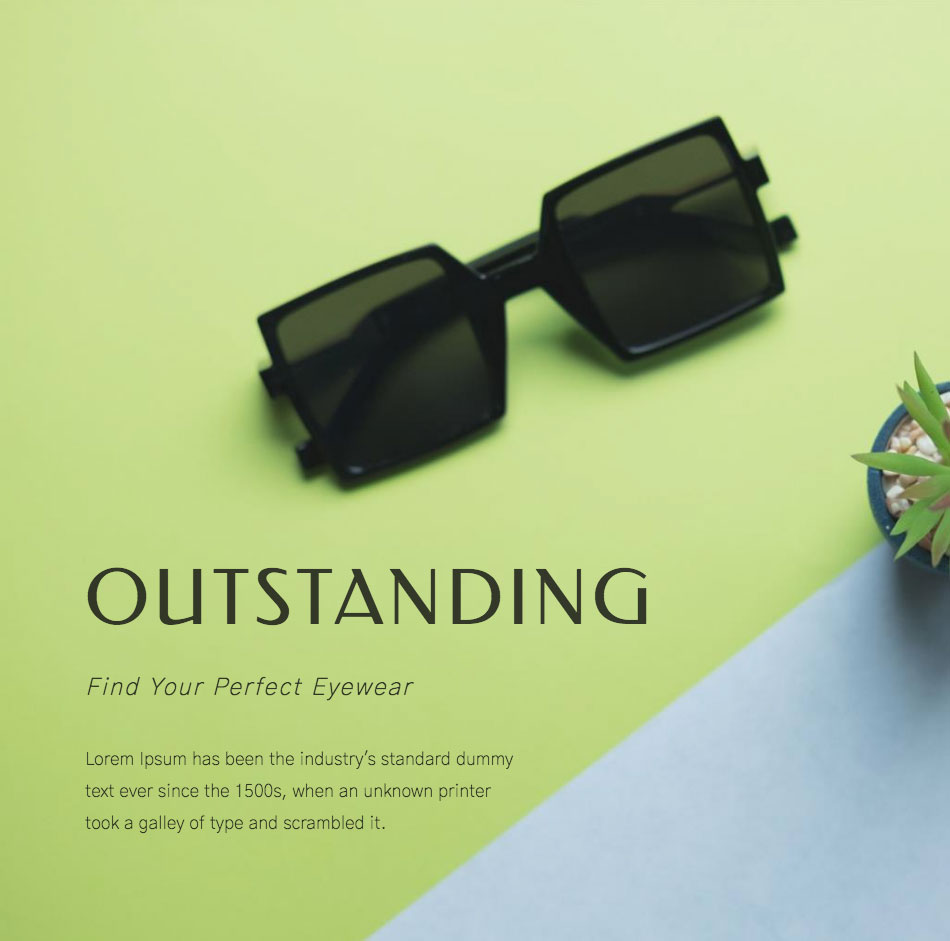 OUTSTANDING
Find Your Perfect Eyewear
Lorem Ipsum has been the industry’s standard dummy
text ever since the 1500s, when an unknown printer
took a galley of type and scrambled it.